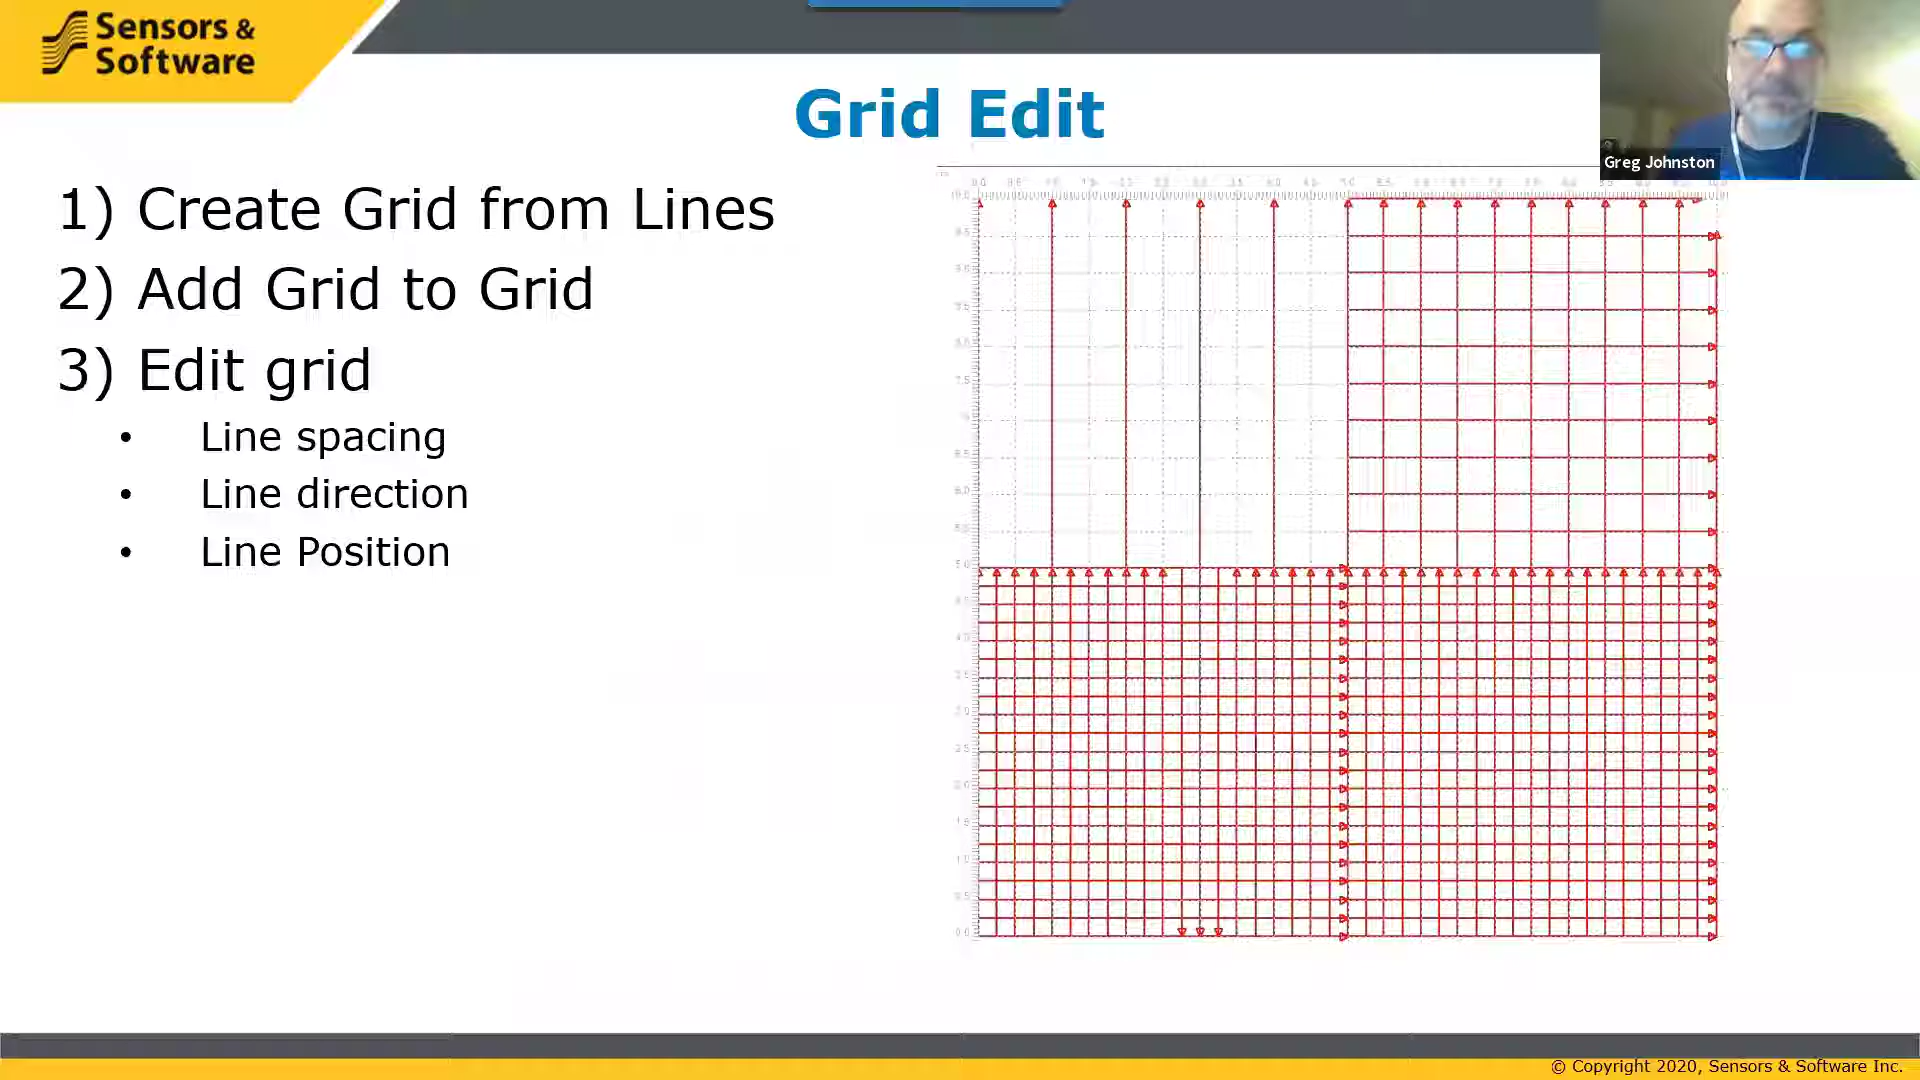 Sensors &
Software
Grid Edit
Greg Johnston
1) Create Grid from Lines
2) Add Grid to Grid
3) Edit grid
• Line spacing
• Line direction
• Line Position
© Copyright 2020, Sensors & Software Inc.